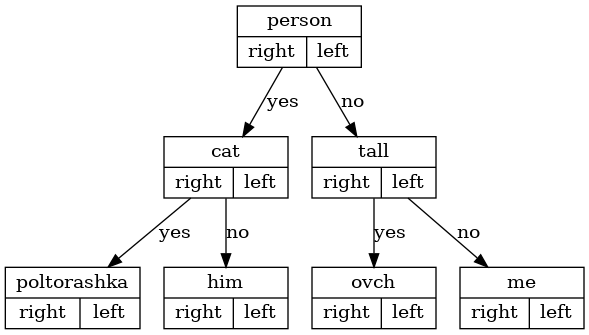 person
right left
yes no
cat tall
right left right left
yes no yes no
poltorashka him ovch me
right left right left right left right left